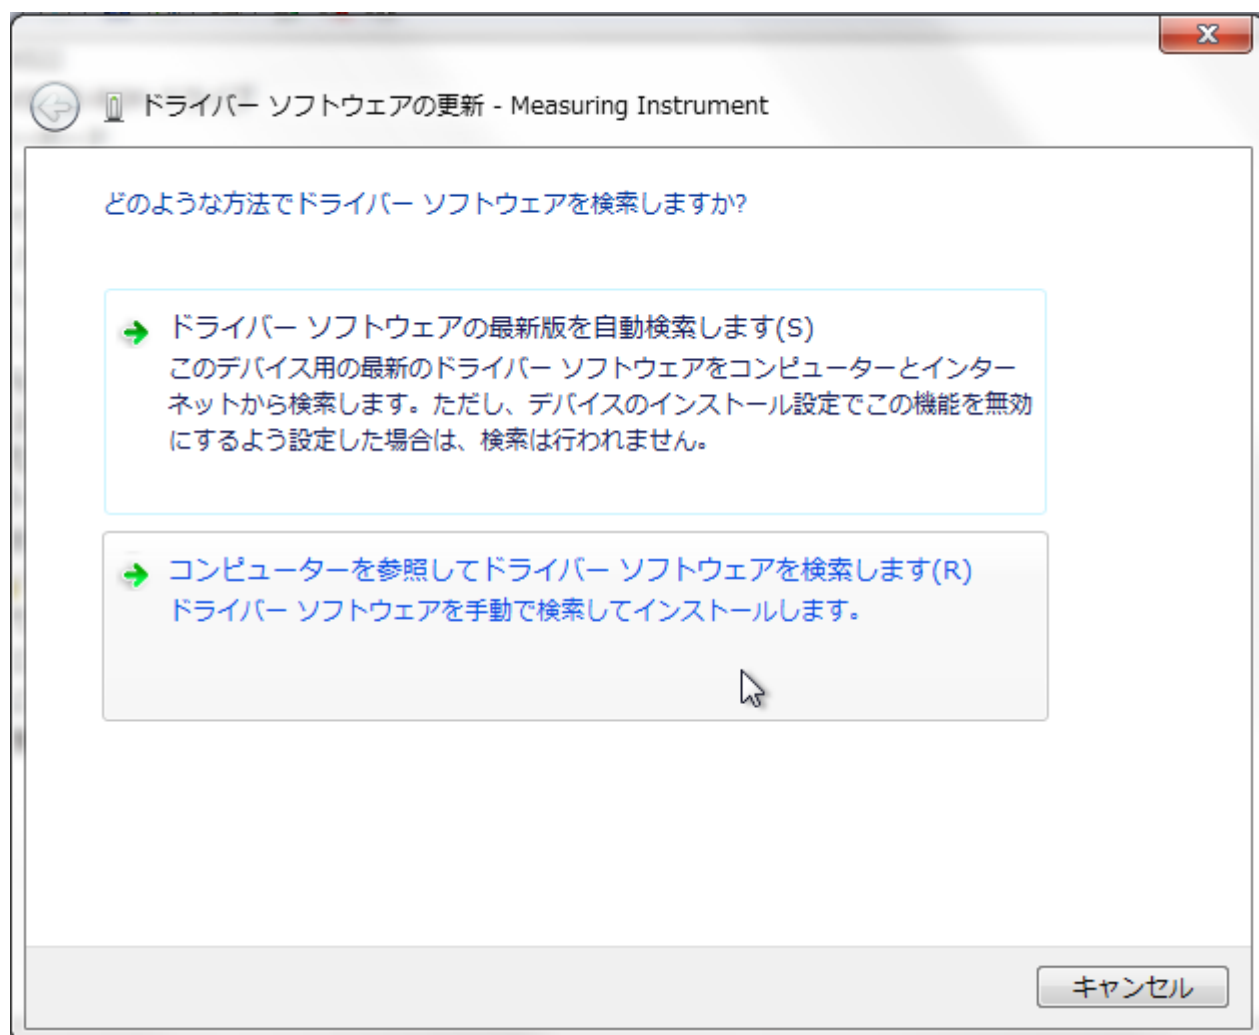 ドライバー ソフトウェアの更新 - Measuring Instrument
どのような方法でドライバー ソフトウェアを検索しますか?
ドライバー ソフトウェアの最新版を自動検索します(S)
このデバイス用の最新のドライバー ソフトウェアをコンピューターとインター
ネットから検索します。ただし、デバイスのインストール設定でこの機能を無効
にするよう設定した場合は、検索は行われません。
コンピューターを参照してドライバー ソフトウェアを検索します(R)
ドライバー ソフトウェアを手動で検索してインストールします。
キャンセル